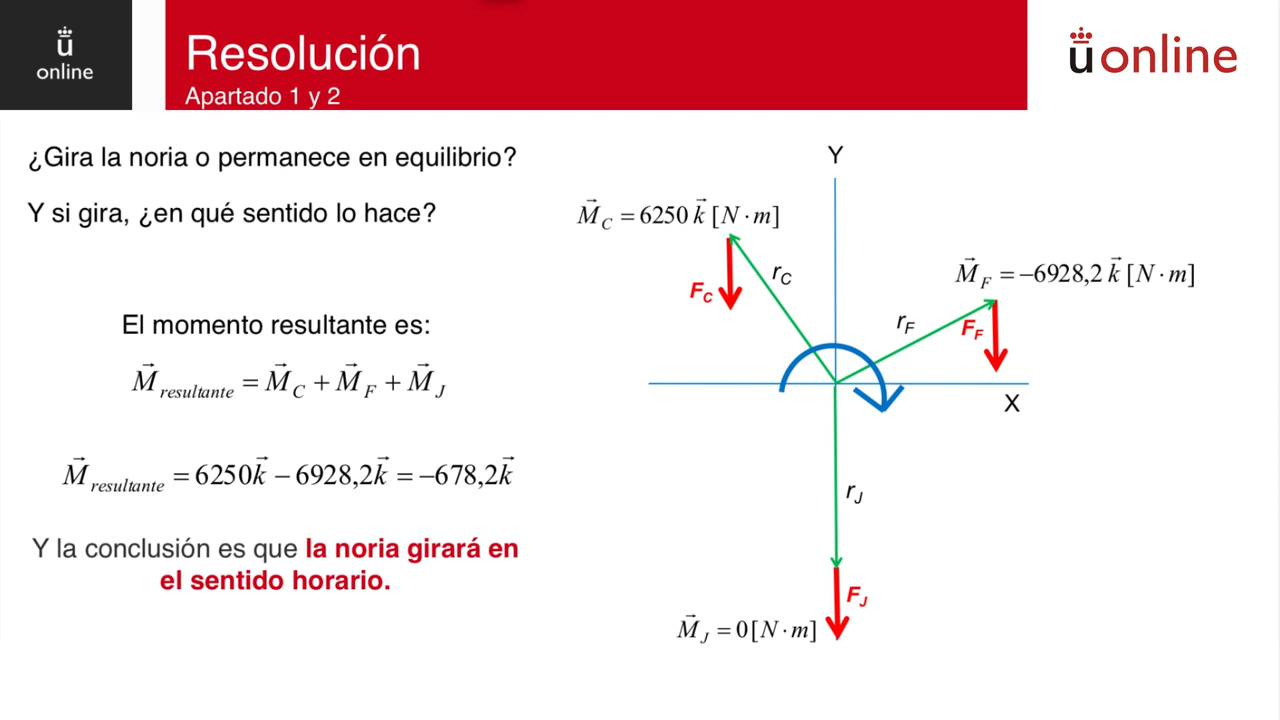 ü
online
Resolución
Apartado 1 y 2
üonline
¿Gira la noria o permanece en equilibrio?
Y si gira, ¿en qué sentido lo hace?
El momento resultante es:
M⃗ resultante = M⃗ C + M⃗ F + M⃗ J
M⃗ resultante = 6250k⃗ − 6928,2k⃗ = −678,2k⃗
Y la conclusión es que la noria girará en
el sentido horario.
Y
M⃗ C = 6250 k⃗ [N · m]
rC
FC
M⃗ F = −6928,2 k⃗ [N · m]
rF
FF
X
rJ
FJ
M⃗ J = 0[N · m]